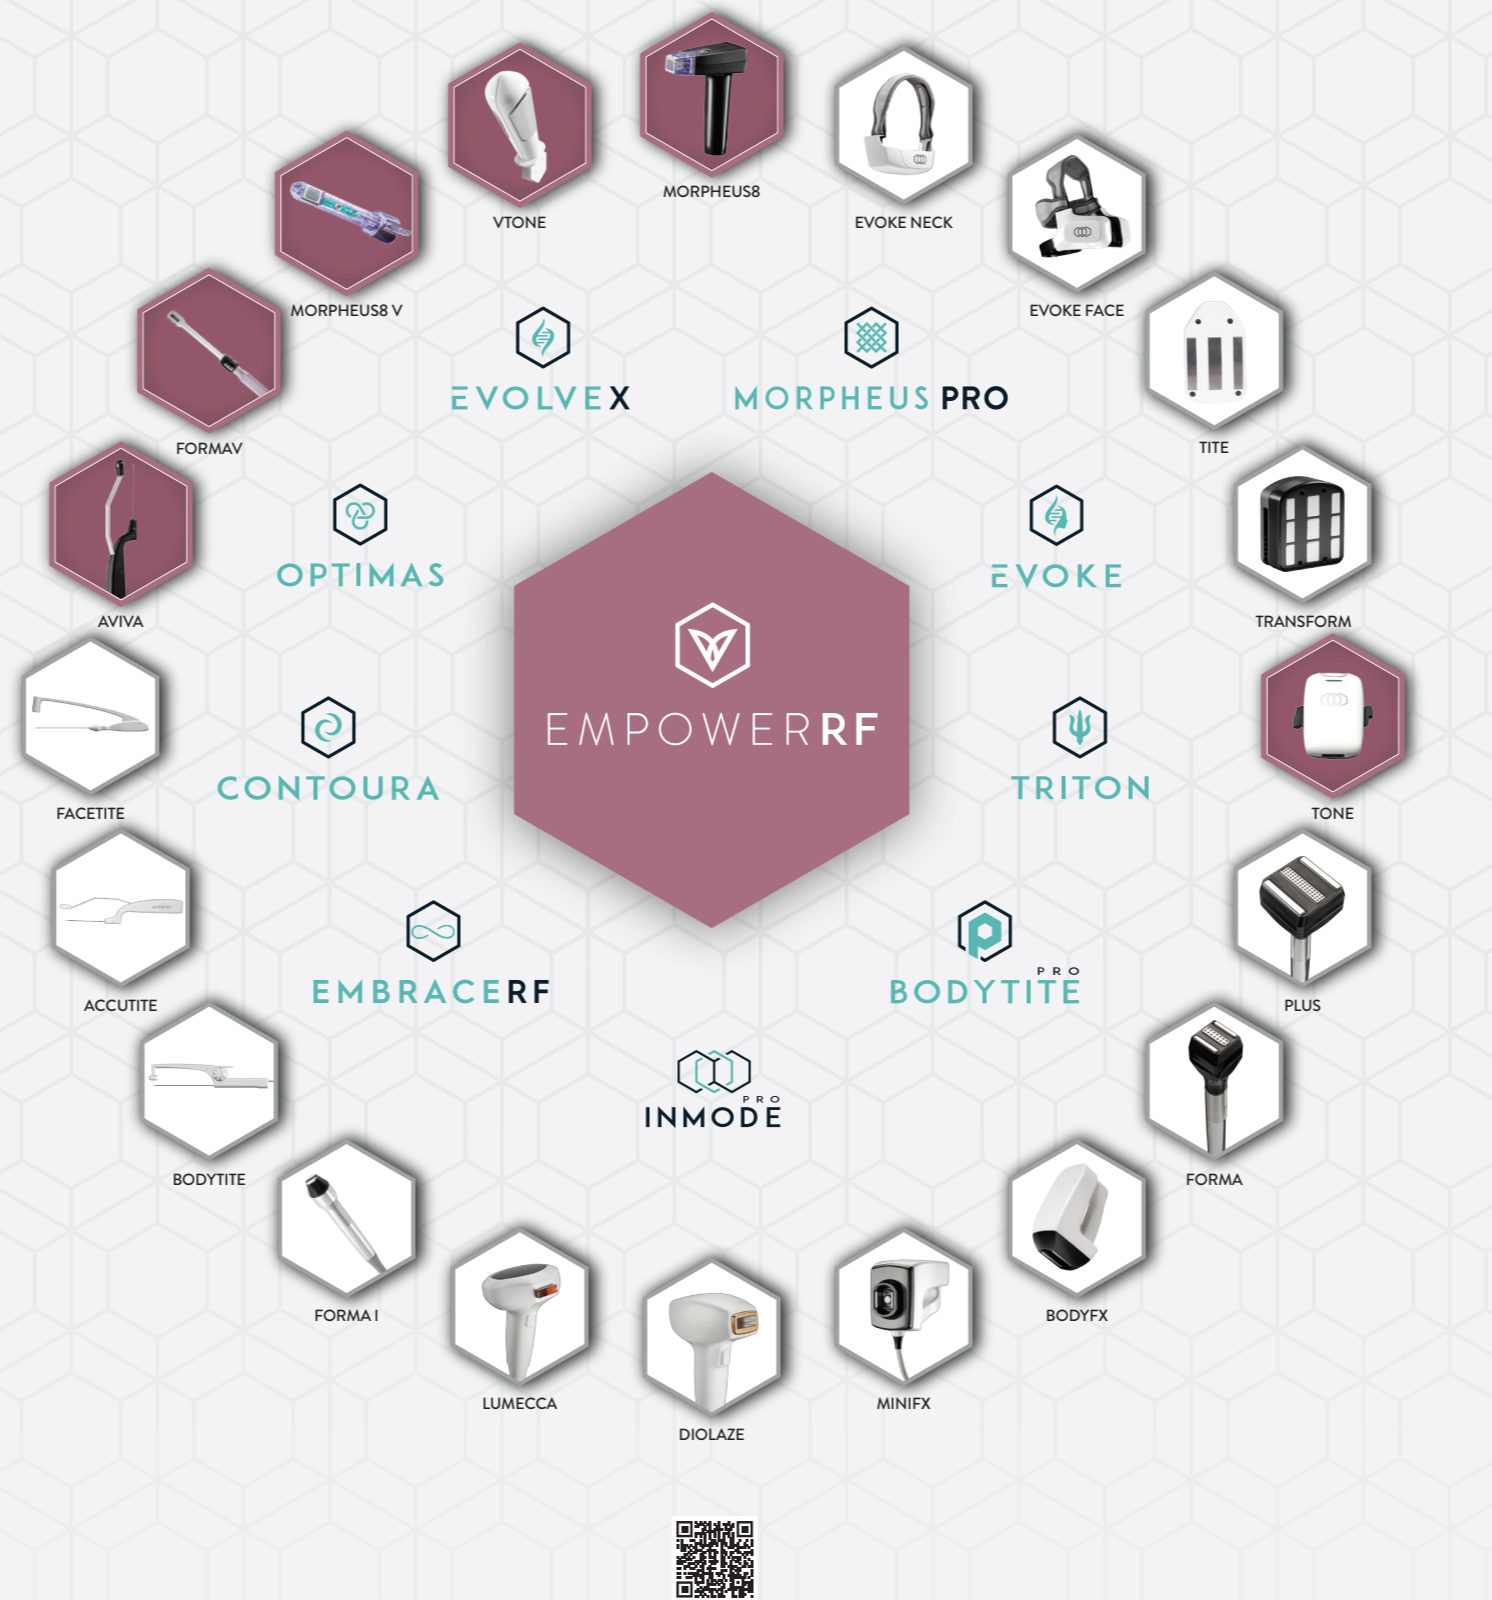 MORPHEUS8
VTONE
EVOKE NECK
MORPHEUS8 V
EVOKE FACE
EVOLVEX
MORPHEUS PRO
FORMAV
TITE
OPTIMAS
EVOKE
AVIVA
TRANSFORM
EMPOWERRF
CONTOURA
TRITON
FACETITE
TONE
EMBRACERF
PRO
BODYTITE
ACCUTITE
PLUS
PRO
INMODE
BODYTITE
FORMA
FORMA I
BODYFX
LUMECCA
MINIFX
DIOLAZE